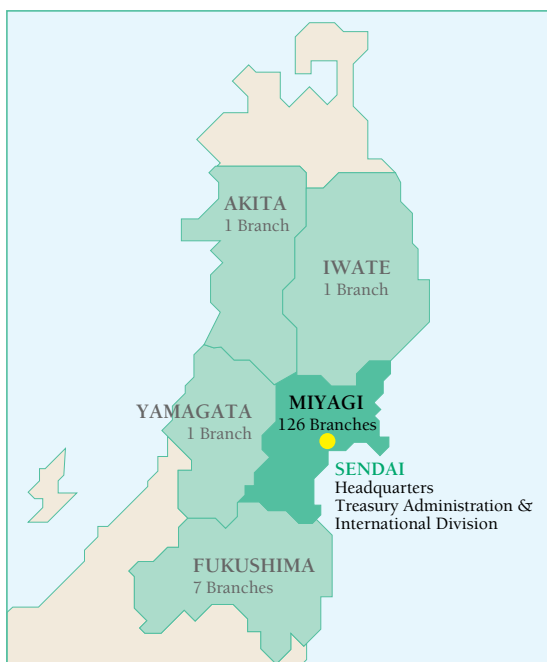 AKITA
1 Branch
IWATE
1 Branch
YAMAGATA
1 Branch
MIYAGI
126 Branches
SENDAI
Headquarters
Treasury Administration &
International Division
FUKUSHIMA
7 Branches